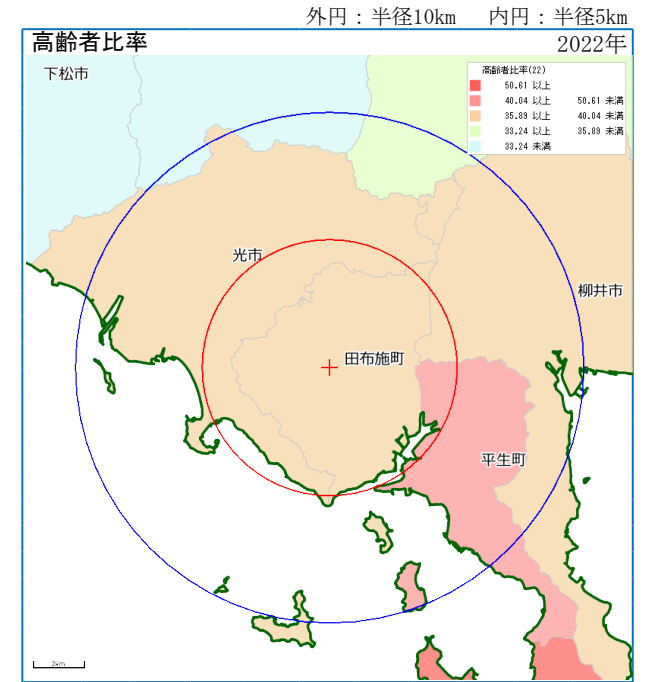 外円：半径10km　内円：半径5km
高齢者比率
2022年
下松市
高齢者比率(22)
50.61 以上
40.04 以上　50.61 未満
35.89 以上　40.04 未満
33.24 以上　35.89 未満
33.24 未満
光市
柳井市
田布施町
平生町
2km